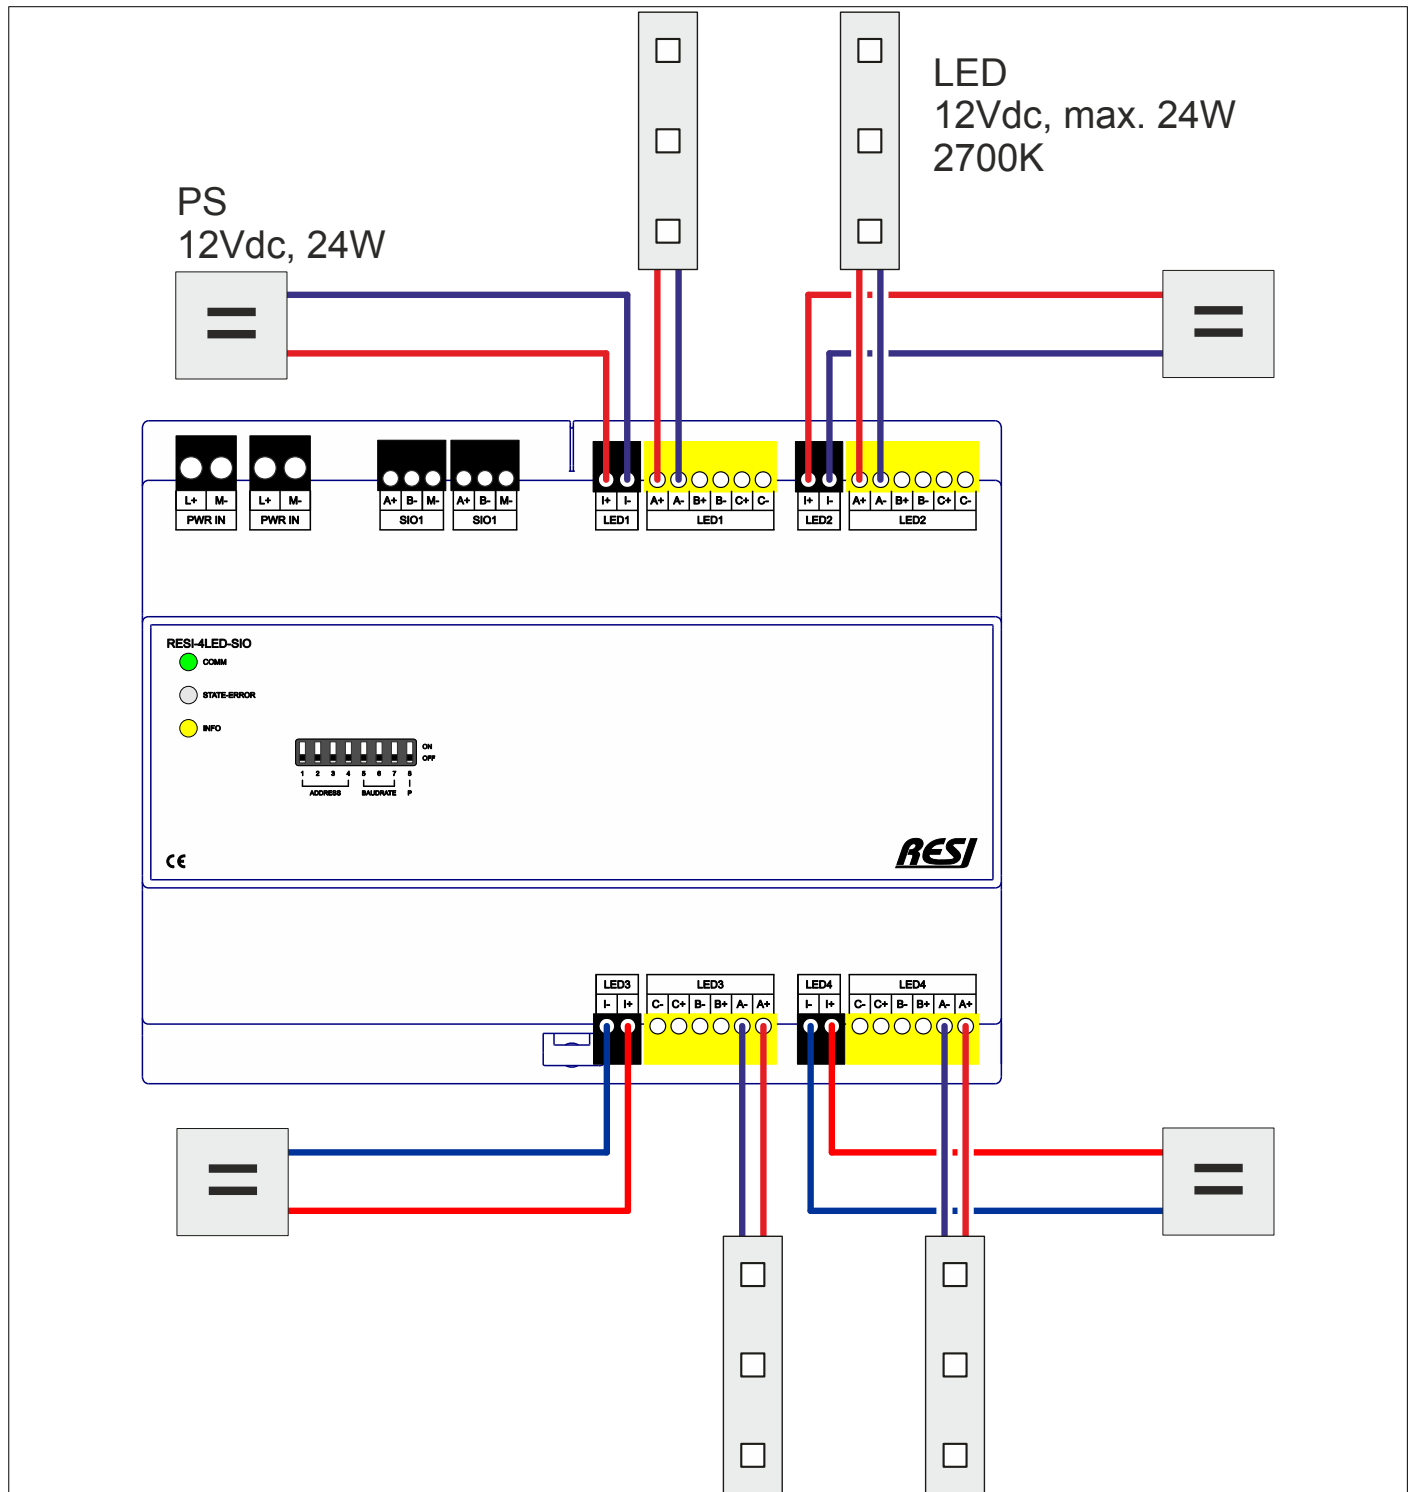 LED
12Vdc, max. 24W
2700K
PS
12Vdc, 24W
L+ M- L+ M- A+ B- M- A+ B- M- I+ I- A+ A- B+ B- C+ C- I+ I- A+ A- B+ B- C+ C-
PWR IN PWR IN SIO1 SIO1 LED1 LED1 LED2 LED2
RESI-4LED-SIO
COMM
STATE-ERROR
INFO
ON
OFF
1 2 3 4 5 6 7 8
ADDRESS BAUDRATE P
CE
RESI
LED3 LED3 LED4 LED4
I- I+ C- C+ B- B+ A- A+ I- I+ C- C+ B- B+ A- A+